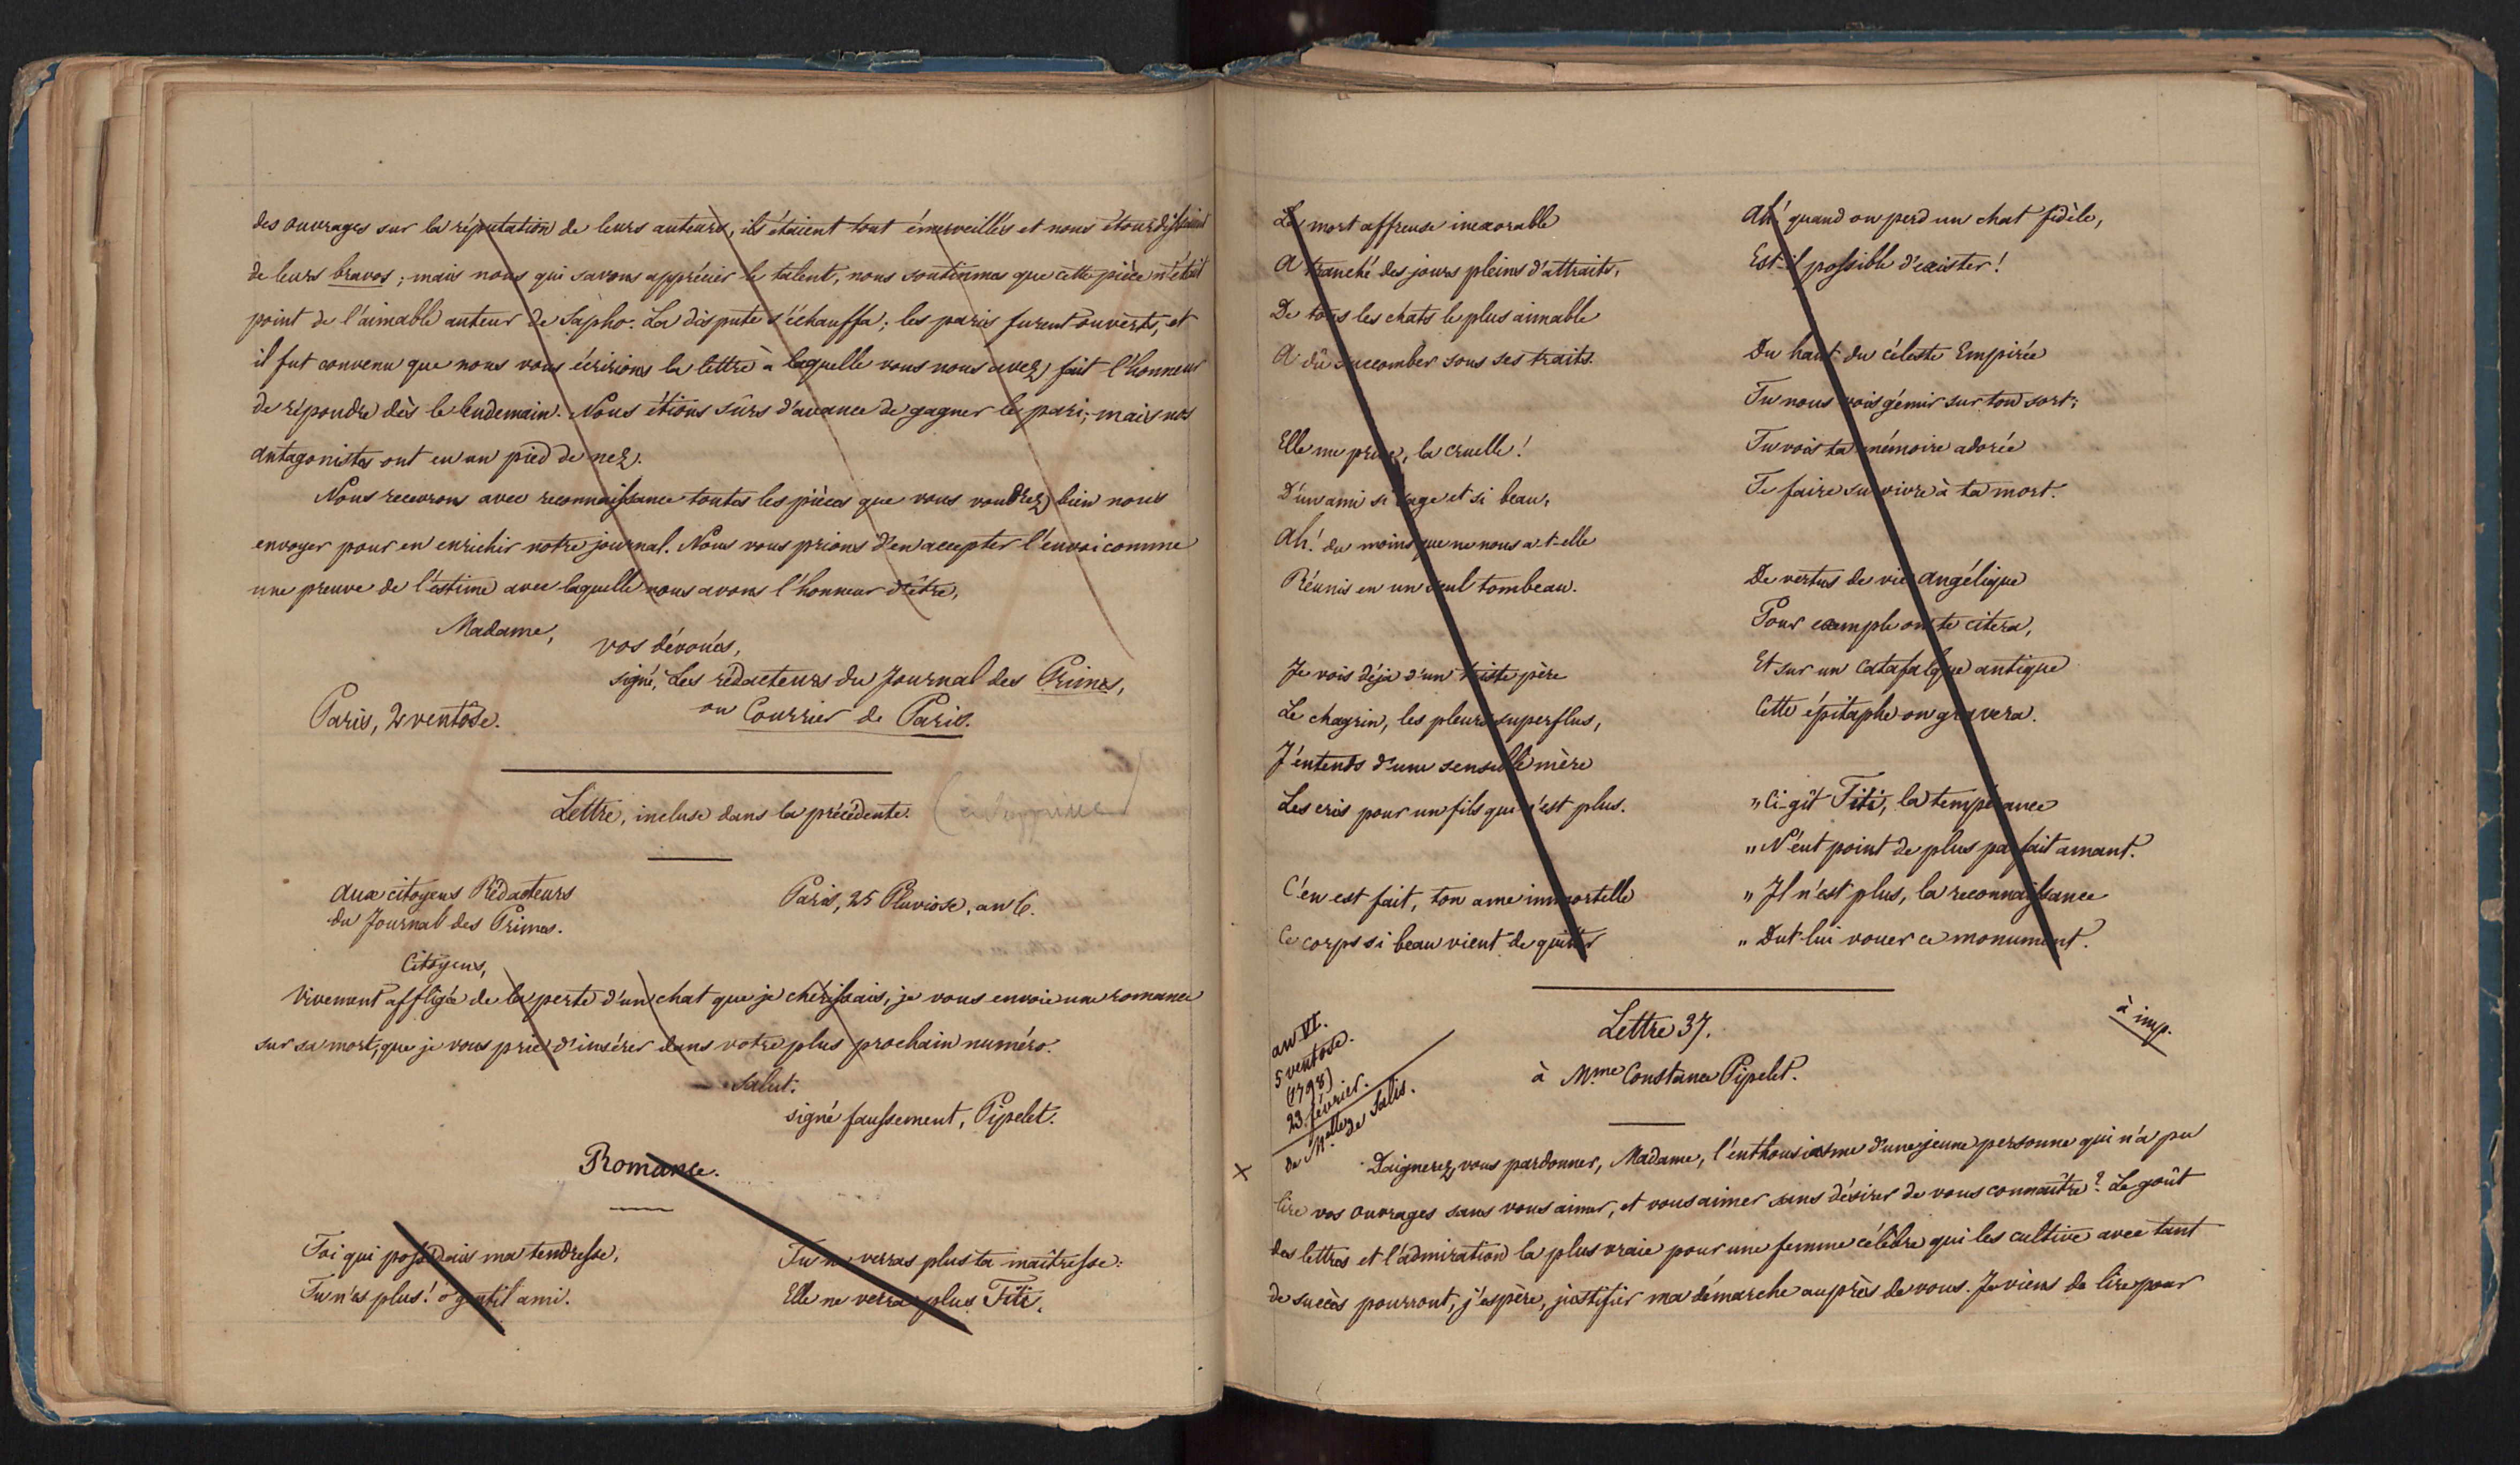 des ouvrages sur la réputation de leurs auteurs, ils étaient tout émerveillés et nous étourdissaient
de leurs bravos; mais nous qui savons apprécier le talent, nous soutinmes que cette pièce n'était
point de l'aimable auteur de Sapho. La dispute s'échauffa; les paris furent ouverts, et
il fut convenu que nous vous écririons la lettre à laquelle vous nous avez fait l'honneur
de répondre dès le lendemain. Nous étions sûrs d'avance de gagner le pari; mais nos
antagonistes ont eu un pied de nez.
Nous recevrons avec reconnaissance toutes les pièces que vous voudrez bien nous
envoyer pour en enrichir notre journal. Nous vous prions d'en accepter l'envoi comme
une preuve de l'estime avec laquelle nous avons l'honneur d'être,
Madame,
vos dévoués,
signé, Les rédacteurs du Journal des Primes,
ou Courrier de Paris.
Paris, 2 ventôse.
Lettre, incluse dans la précédente.
Aux citoyens Rédacteurs
du Journal des Primes.
Paris, 25 Pluviose, an 6.
Citoyens,
Vivement affligée de la perte d'un chat que je chérissais, je vous envoie une romance
sur sa mort, que je vous prie d'insérer dans votre plus prochain numéro.
Salut.
signé faussement, Pipelet.
Romance.
Toi qui possédais ma tendresse,
Tu n'es plus! ô gentil ami.
Tu ne verras plus ta maîtresse:
Elle ne verra plus Titi.
La mort affreuse inexorable
A tranché des jours pleins d'attraits,
De tous les chats le plus aimable
A dû succomber sous ses traits.
Elle me prive, la cruelle!
D'un ami si sage et si beau,
Ah! du moins que ne nous a-t-elle
Réunis en un seul tombeau.
Je vois déjà d'un triste père
Le chagrin, les pleurs superflus,
J'entends d'une sensible mère
Les cris pour un fils qui n'est plus.
C'en est fait, ton ame immortelle
Ce corps si beau vient de quitter
Ah! quand on perd un chat fidèle,
Est-il possible d'exister!
Du haut du céleste Empirée
Tu nous vois gémir sur ton sort;
Tu vois ta mémoire adorée
Te faire survivre à ta mort.
De vertus de vie angélique
Pour exemple on te citera,
Et sur un catafalque antique
Cette épitaphe on gravera.
" Ci-gît Titi, la tempérance
" N'eut point de plus parfait amant.
" Il n'est plus, la reconnaissance
" Dut lui vouer ce monument.
an VI.
5 ventose.
(1798)
23 février.
de Melle de Salis.
Lettre 37.
à imp.
à Mme Constance Pipelet.
Daignerez vous pardonner, Madame, l'enthousiasme d'une jeune personne qui n'a pu
lire vos ouvrages sans vous aimer, et vous aimer sans désirer de vous connaître? Le goût
des lettres et l'admiration la plus vraie pour une femme célèbre qui les cultive avec tant
de succès pourront, j'espère, justifier ma démarche auprès de vous. Je viens de lire pour